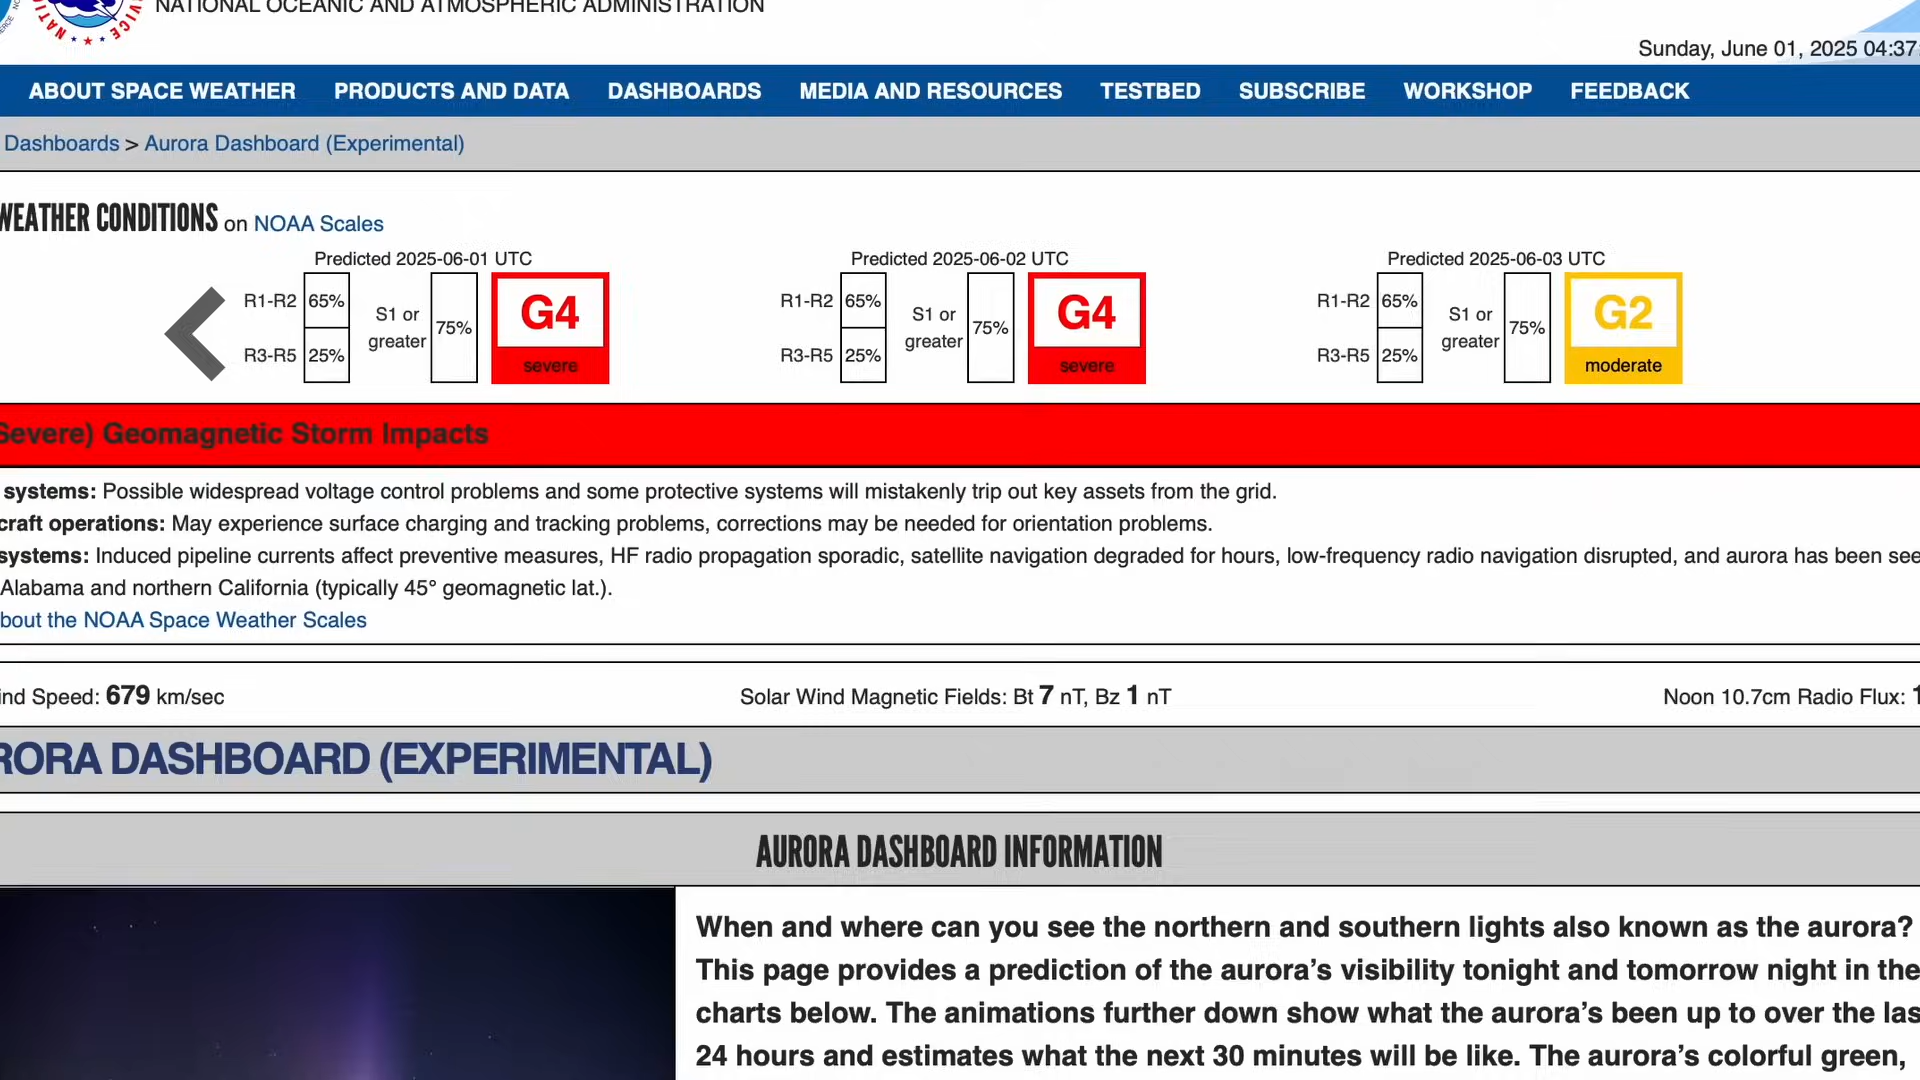 NATIONAL OCEANIC AND ATMOSPHERIC ADMINISTRATION
Sunday, June 01, 2025 04:37
ABOUT SPACE WEATHER PRODUCTS AND DATA DASHBOARDS MEDIA AND RESOURCES TESTBED SUBSCRIBE WORKSHOP FEEDBACK
Dashboards > Aurora Dashboard (Experimental)
WEATHER CONDITIONS on NOAA Scales
Predicted 2025-06-01 UTC
R1-R2 65%
R3-R5 25%
S1 or
greater
75%
G4
severe
Predicted 2025-06-02 UTC
R1-R2 65%
R3-R5 25%
S1 or
greater
75%
G4
severe
Predicted 2025-06-03 UTC
R1-R2 65%
R3-R5 25%
S1 or
greater
75%
G2
moderate
Severe) Geomagnetic Storm Impacts
systems: Possible widespread voltage control problems and some protective systems will mistakenly trip out key assets from the grid.
craft operations: May experience surface charging and tracking problems, corrections may be needed for orientation problems.
systems: Induced pipeline currents affect preventive measures, HF radio propagation sporadic, satellite navigation degraded for hours, low-frequency radio navigation disrupted, and aurora has been see
Alabama and northern California (typically 45° geomagnetic lat.).
bout the NOAA Space Weather Scales
ind Speed: 679 km/sec
Solar Wind Magnetic Fields: Bt 7 nT, Bz 1 nT
Noon 10.7cm Radio Flux:
RORA DASHBOARD (EXPERIMENTAL)
AURORA DASHBOARD INFORMATION
When and where can you see the northern and southern lights also known as the aurora?
This page provides a prediction of the aurora's visibility tonight and tomorrow night in the
charts below. The animations further down show what the aurora's been up to over the las
24 hours and estimates what the next 30 minutes will be like. The aurora's colorful green,